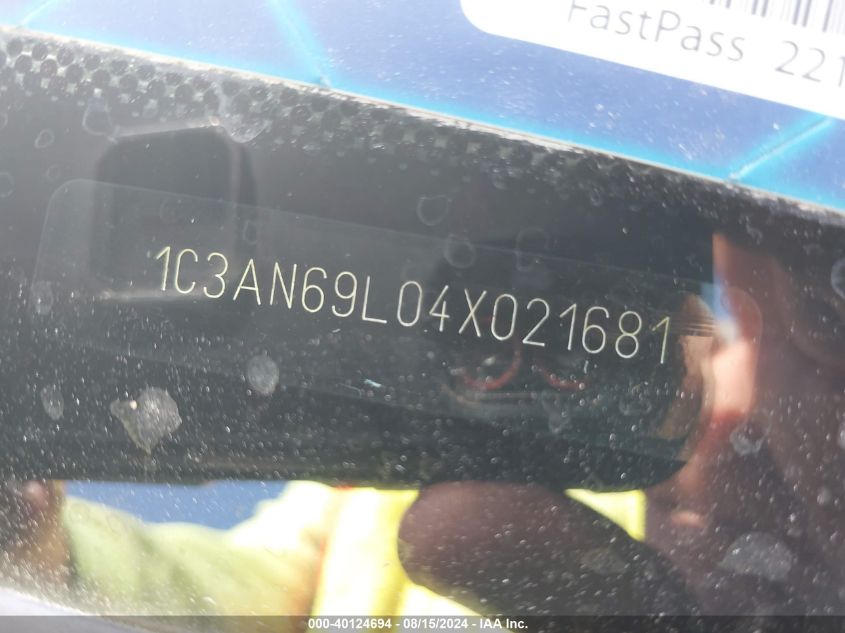 FastPass 221
1C3AN69L04X021681
000-40124694 - 08/15/2024 - IAA Inc.